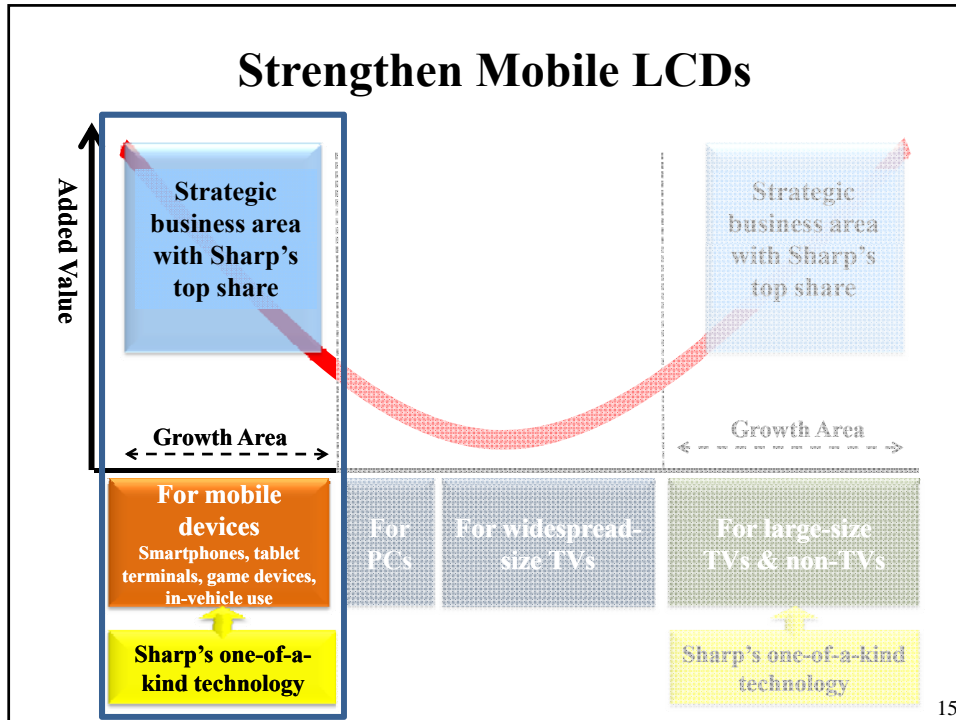 Strengthen Mobile LCDs
Added Value
Strategic
business area
with Sharp's
top share
Strategic
business area
with Sharp's
top share
Growth Area
Growth Area
For mobile
devices
Smartphones, tablet
terminals, game devices,
in-vehicle use
For
PCs
For widespread-
size TVs
For large-size
TVs & non-TVs
Sharp's one-of-a-
kind technology
Sharp's one-of-a-kind
technology
15